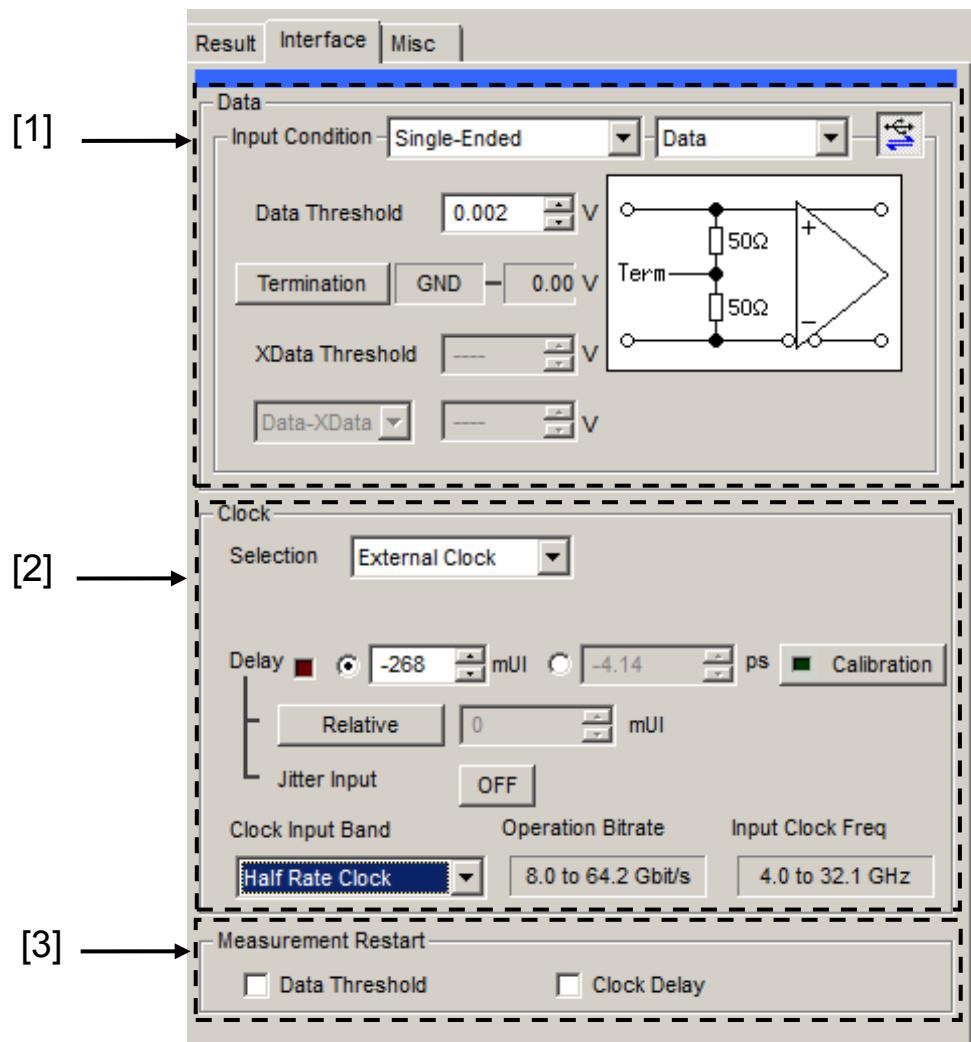 Result Interface Misc
[1]
Data
Input Condition Single-Ended Data
Data Threshold 0.002 V
50Ω
Termination GND 0.00 V
Term
50Ω
+
−
XData Threshold ---- V
Data-XData ---- V
[2]
Clock
Selection External Clock
Delay -268 mUI -4.14 ps Calibration
Relative 0 mUI
Jitter Input OFF
Clock Input Band Operation Bitrate Input Clock Freq
Half Rate Clock 8.0 to 64.2 Gbit/s 4.0 to 32.1 GHz
[3]
Measurement Restart
Data Threshold Clock Delay